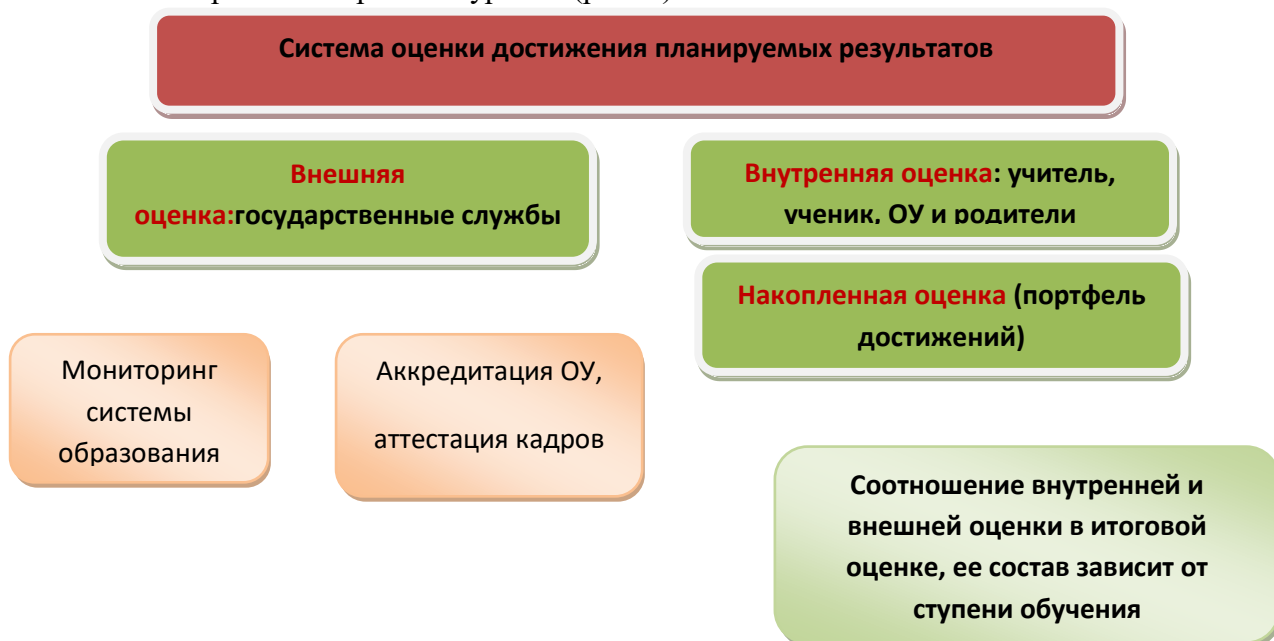 Система оценки достижения планируемых результатов
Внешняя
оценка:государственные службы
Внутренняя оценка: учитель,
ученик, ОУ и родители
Накопленная оценка (портфель
достижений)
Мониторинг
системы
образования
Аккредитация ОУ,
аттестация кадров
Соотношение внутренней и
внешней оценки в итоговой
оценке, ее состав зависит от
ступени обучения